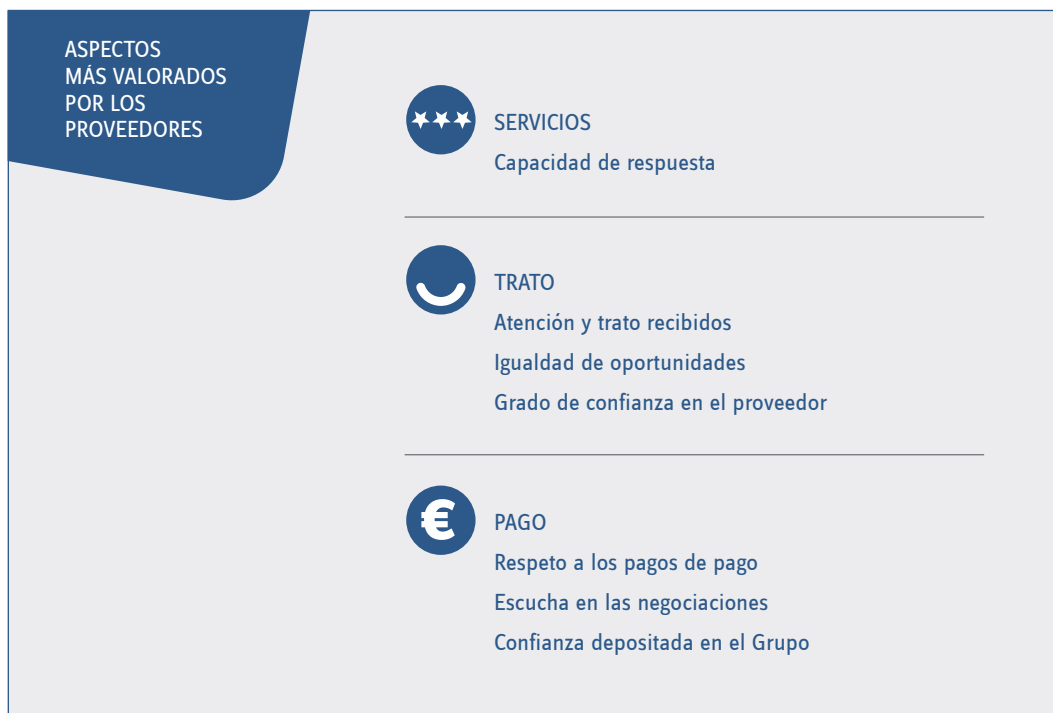 ASPECTOS
MÁS VALORADOS
POR LOS
PROVEEDORES
SERVICIOS
Capacidad de respuesta
TRATO
Atención y trato recibidos
Igualdad de oportunidades
Grado de confianza en el proveedor
€
PAGO
Respeto a los pagos de pago
Escucha en las negociaciones
Confianza depositada en el Grupo